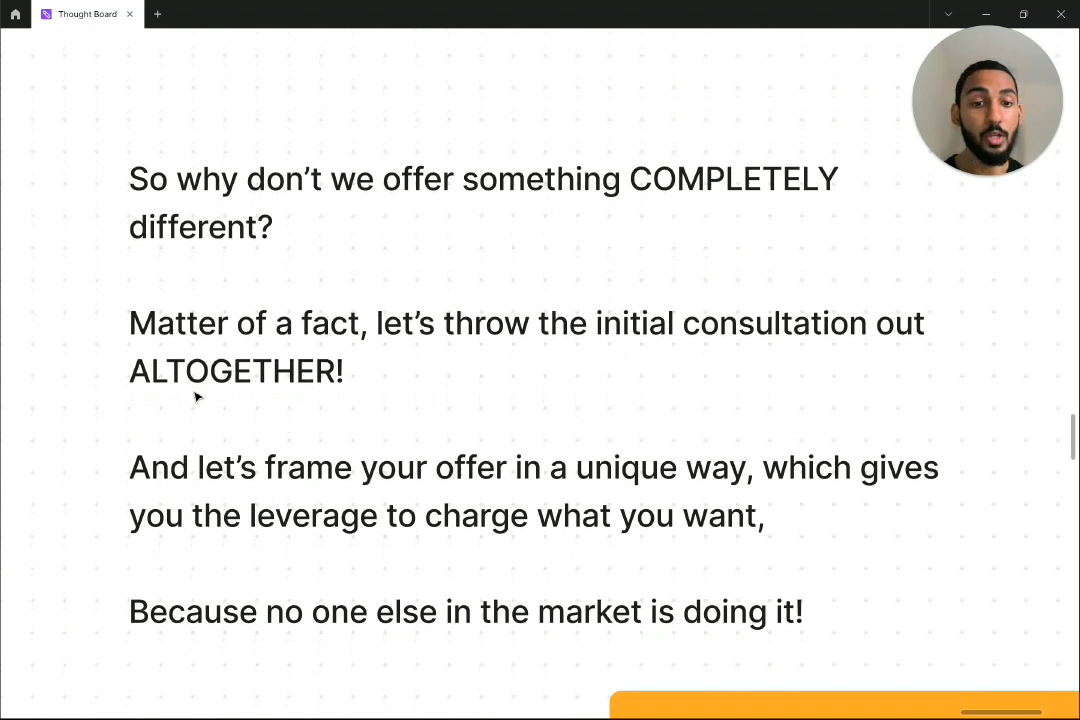 Thought Board
So why don’t we offer something COMPLETELY
different?
Matter of a fact, let’s throw the initial consultation out
ALTOGETHER!
And let’s frame your offer in a unique way, which gives
you the leverage to charge what you want,
Because no one else in the market is doing it!